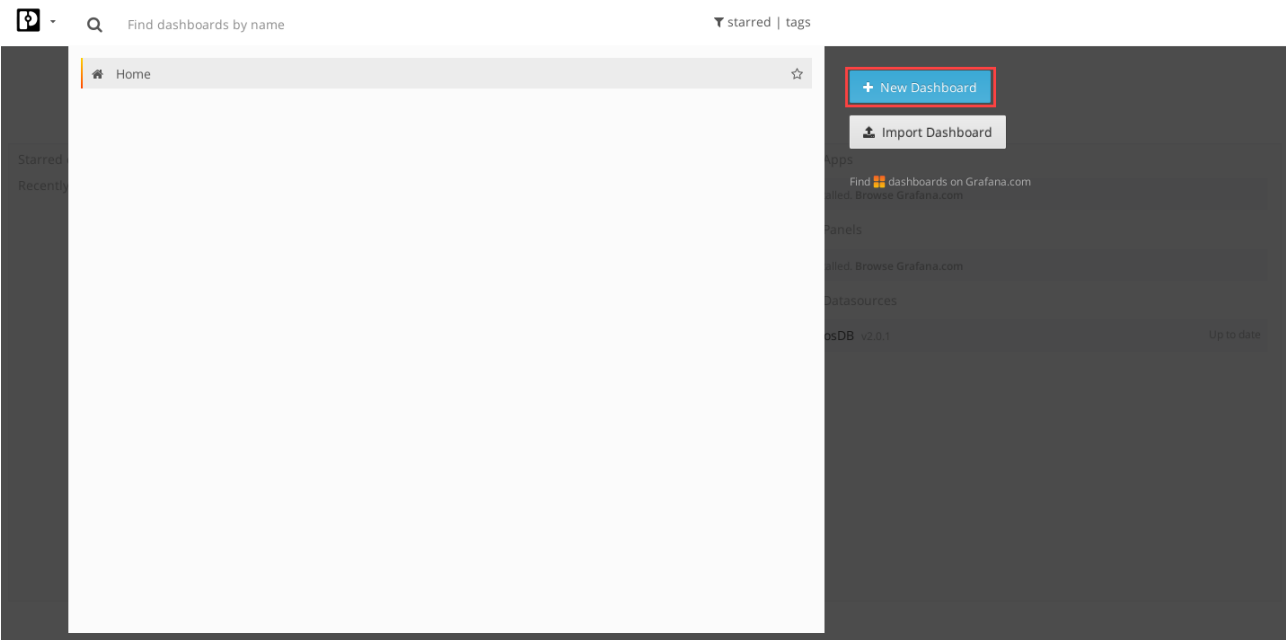 Find dashboards by name
starred | tags
Home
New Dashboard
Import Dashboard
Find dashboards on Grafana.com
Starred
Recently
Apps
alled. Browse Grafana.com
Panels
alled. Browse Grafana.com
Datasources
osDB v2.0.1 Up to date